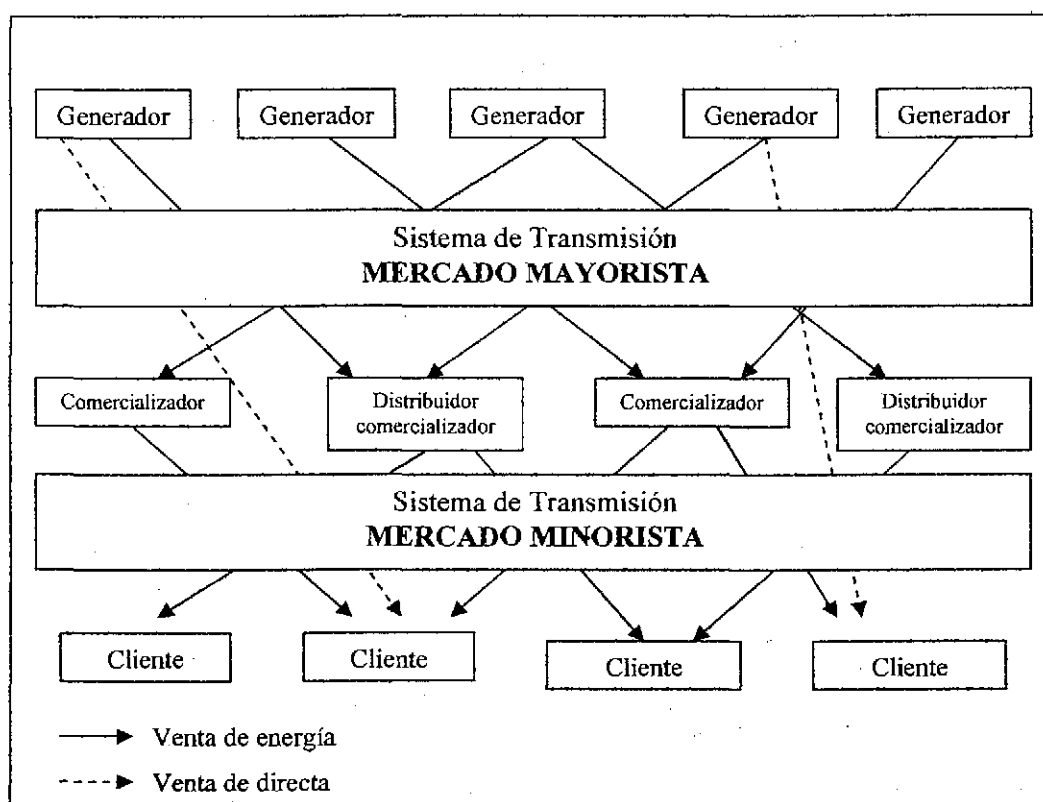 Generador
Generador
Generador
Generador
Generador
Sistema de Transmisión
MERCADO MAYORISTA
Comercializador
Distribuidor
comercializador
Comercializador
Distribuidor
comercializador
Sistema de Transmisión
MERCADO MINORISTA
Cliente
Cliente
Cliente
Cliente
Venta de energía
Venta de directa